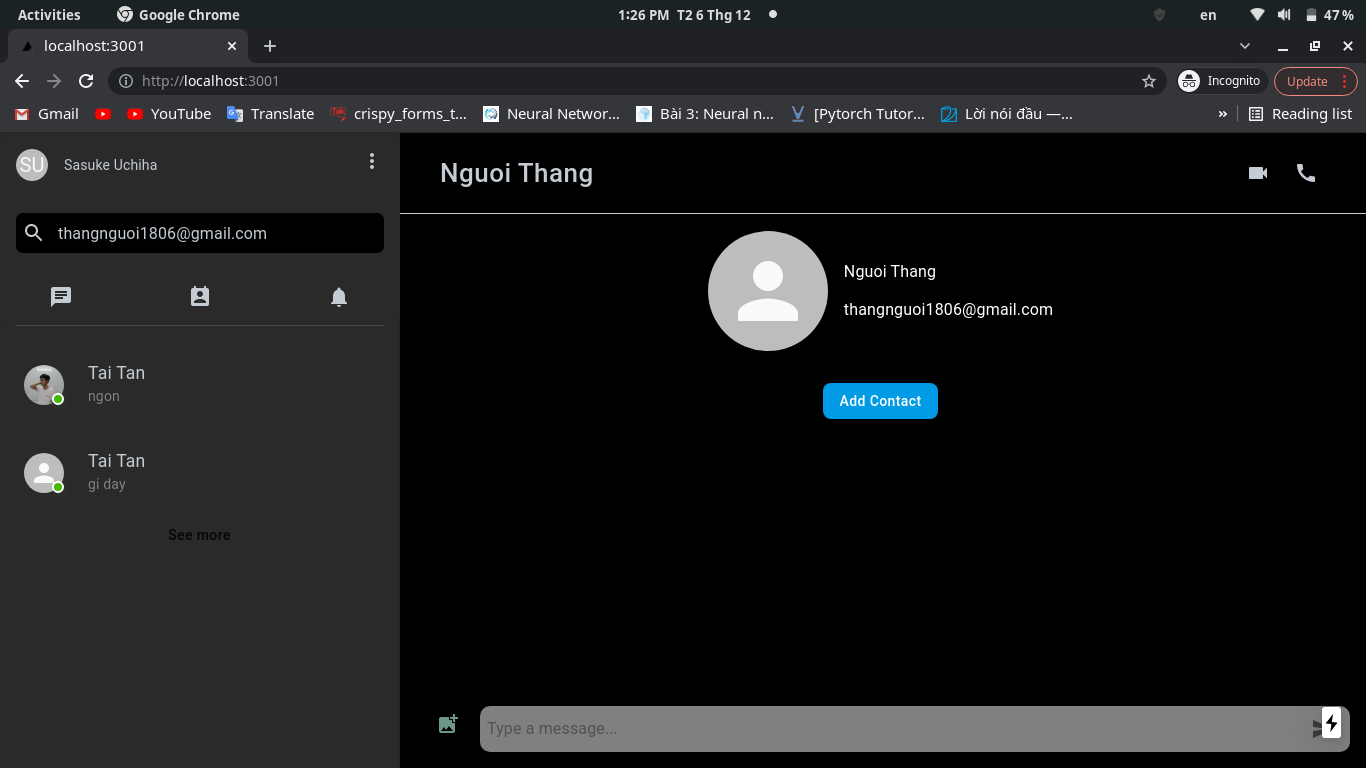 Activities Google Chrome 1:26 PM T2 6 Thg 12 en 47 %
localhost:3001
http://localhost:3001 Incognito Update
Gmail YouTube Translate crispy_forms_t... Neural Networ... Bài 3: Neural n... [Pytorch Tutor... Lời nói đầu —... » Reading list
SU Sasuke Uchiha
thangnguoi1806@gmail.com
Tai Tan
ngon
Tai Tan
gi day
See more
Nguoi Thang
Nguoi Thang
thangnguoi1806@gmail.com
Add Contact
Type a message...